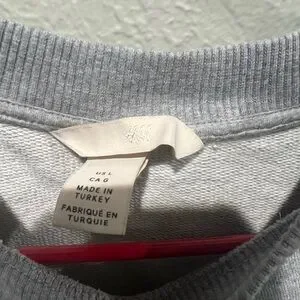 US L
CA G
MADE IN
TURKEY
FABRIQUÉ EN
TURQUIE